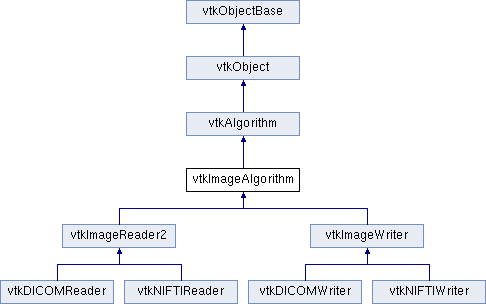 vtkObjectBase
vtkObject
vtkAlgorithm
vtkImageAlgorithm
vtkImageReader2
vtkImageWriter
vtkDICOMReader
vtkNIFTIReader
vtkDICOMWriter
vtkNIFTIWriter